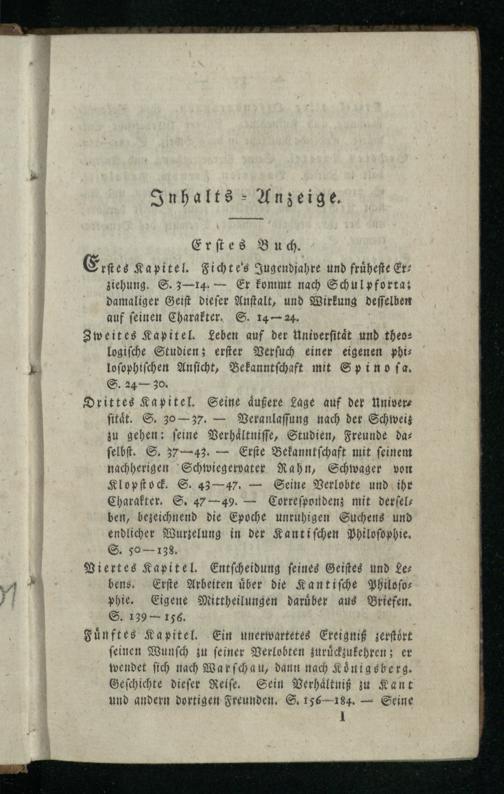 Inhalts-Anzeige.
Erstes Buch.
Erstes Kapitel. Fichte's Jugendjahre und früheste Er-
ziehung. S. 3—14. — Er kommt nach Schulpforta;
damaliger Geist dieser Anstalt, und Wirkung desselben
auf seinen Charakter. S. 14—24.
Zweites Kapitel. Leben auf der Universität und theo-
logische Studien; erster Versuch einer eigenen phi-
losophischen Ansicht, Bekanntschaft mit Spinosa.
S. 24—30.
Drittes Kapitel. Seine äußere Lage auf der Univer-
sität. S. 30—37. — Veranlassung nach der Schweiz
zu gehen: seine Verhältnisse, Studien, Freunde da-
selbst. S. 37—43. — Erste Bekanntschaft mit seinem
nachherigen Schwiegervater Rahn, Schwager von
Klopstock. S. 43—47. — Seine Verlobte und ihr
Charakter. S. 47—49. — Correspondenz mit dersel-
ben, bezeichnend die Epoche unruhigen Suchens und
endlicher Wurzelung in der Kantischen Philosophie.
S. 50—138.
Viertes Kapitel. Entscheidung seines Geistes und Le-
bens. Erste Arbeiten über die Kantische Philoso-
phie. Eigene Mittheilungen darüber aus Briefen.
S. 139—156.
Fünftes Kapitel. Ein unerwartetes Ereigniß zerstört
seinen Wunsch zu seiner Verlobten zurückzukehren; er
wendet sich nach Warschau, dann nach Königsberg.
Geschichte dieser Reise. Sein Verhältniß zu Kant
und andern dortigen Freunden. S. 156—184. — Seine
1